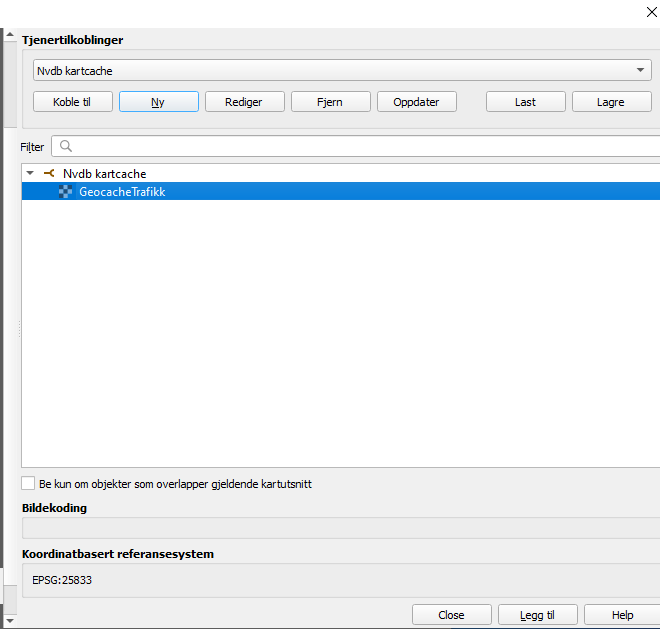 Tjenertilkoblinger
Nvdb kartcache
Koble til Ny Rediger Fjern Oppdater Last Lagre
Filter
Nvdb kartcache
GeocacheTrafikk
Be kun om objekter som overlapper gjeldende kartutsnitt
Bildekoding
Koordinatbasert referansesystem
EPSG:25833
Close Legg til Help